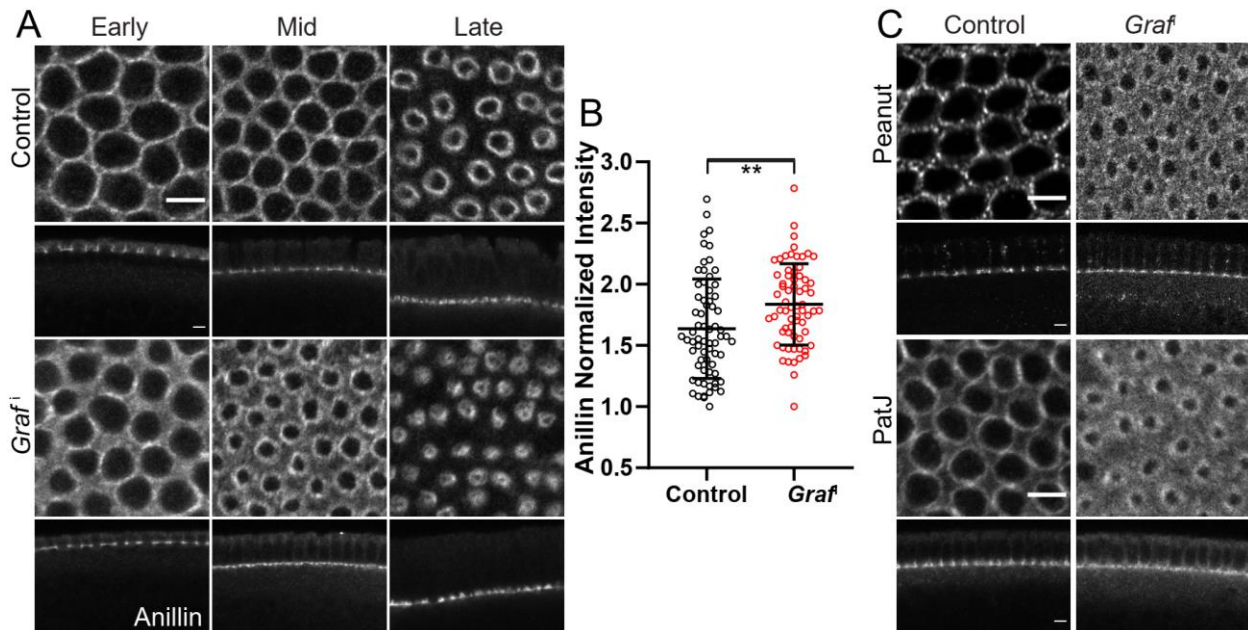 A
Early
Mid
Late
Control
Graf i
Anillin
B
Anillin Normalized Intensity
3.0
2.5
2.0
1.5
1.0
0.5
**
Control
Graf i
C
Control
Graf i
Peanut
PatJ